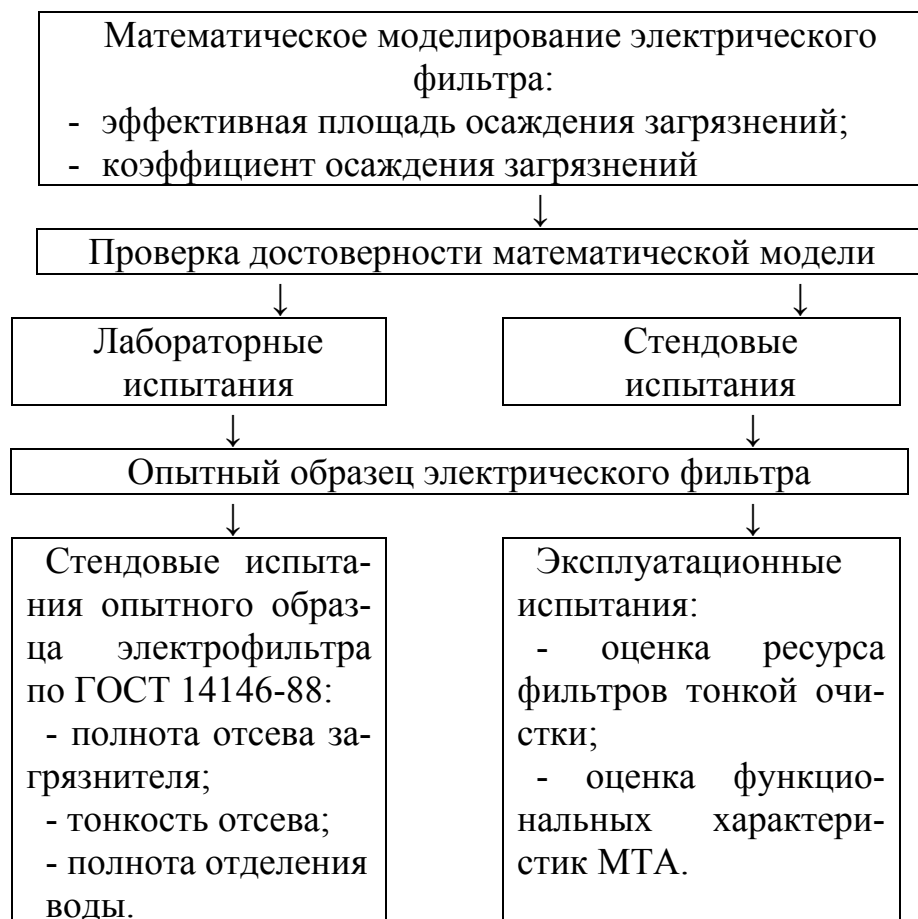 Математическое моделирование электрического
фильтра:
- эффективная площадь осаждения загрязнений;
- коэффициент осаждения загрязнений
↓
Проверка достоверности математической модели
↓ ↓
Лабораторные
испытания
Стендовые
испытания
↓ ↓
Опытный образец электрического фильтра
↓ ↓
Стендовые испыта-
ния опытного образ-
ца электрофильтра
по ГОСТ 14146-88:
- полнота отсева за-
грязнителя;
- тонкость отсева;
- полнота отделения
воды.
Эксплуатационные
испытания:
- оценка ресурса
фильтров тонкой очи-
стки;
- оценка функцио-
нальных характери-
стик МТА.